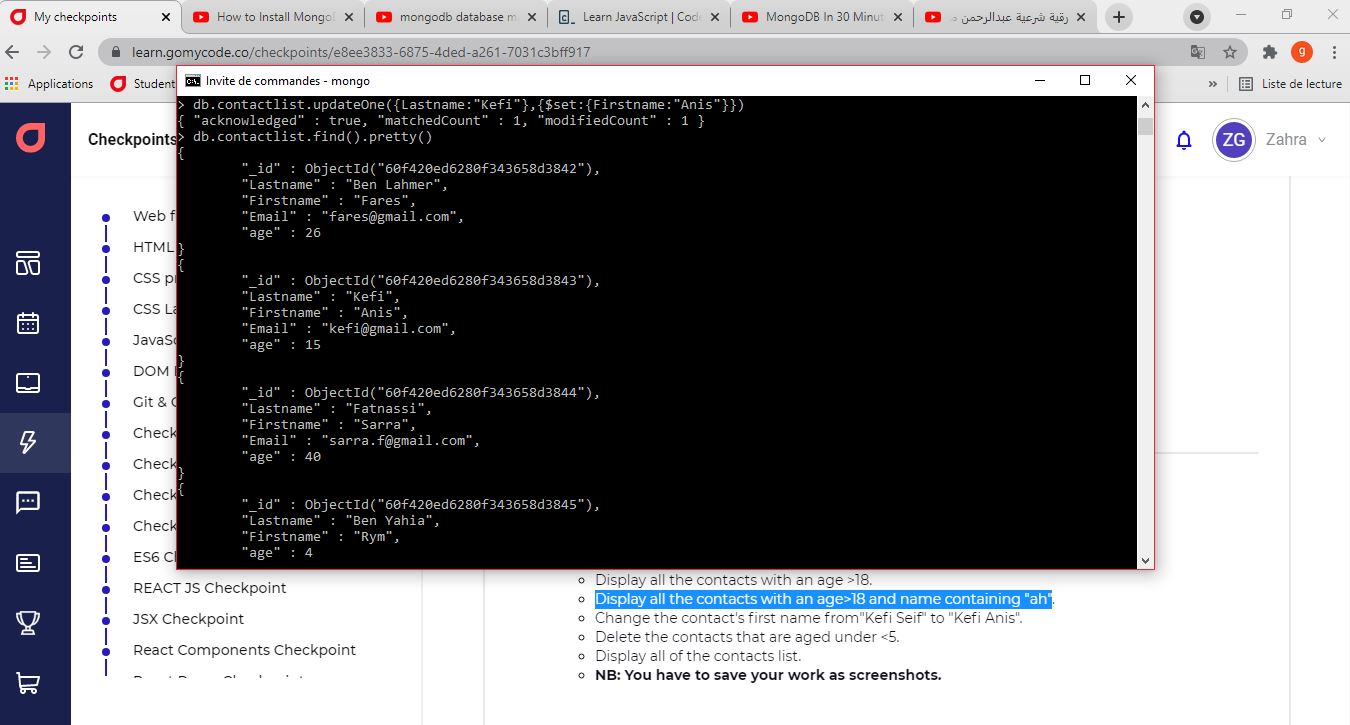 My checkpoints
How to Install Mongo
mongodb database m
Learn JavaScript | Cod
MongoDB In 30 Minut
رقية شرعية عبدالرحمن
learn.gomycode.co/checkpoints/e8ee3833-6875-4ded-a261-7031c3bff917
g
Applications
Student
»
Liste de lecture
Invite de commandes - mongo
> db.contactlist.updateOne({Lastname:"Kefi"},{$set:{Firstname:"Anis"}})
{ "acknowledged" : true, "matchedCount" : 1, "modifiedCount" : 1 }
> db.contactlist.find().pretty()
{
"_id" : ObjectId("60f420ed6280f343658d3842"),
"Lastname" : "Ben Lahmer",
"Firstname" : "Fares",
"Email" : "fares@gmail.com",
"age" : 26
}
{
"_id" : ObjectId("60f420ed6280f343658d3843"),
"Lastname" : "Kefi",
"Firstname" : "Anis",
"Email" : "kefi@gmail.com",
"age" : 15
}
{
"_id" : ObjectId("60f420ed6280f343658d3844"),
"Lastname" : "Fatnassi",
"Firstname" : "Sarra",
"Email" : "sarra.f@gmail.com",
"age" : 40
}
{
"_id" : ObjectId("60f420ed6280f343658d3845"),
"Lastname" : "Ben Yahia",
"Firstname" : "Rym",
"age" : 4
Checkpoints
ZG
Zahra
Web f
HTML
CSS p
CSS La
JavaSc
DOM
Git & 
Check
Check
Check
Check
ES6 C
REACT JS Checkpoint
JSX Checkpoint
React Components Checkpoint
Display all the contacts with an age >18.
Display all the contacts with an age>18 and name containing "ah".
Change the contact's first name from"Kefi Seif" to "Kefi Anis".
Delete the contacts that are aged under <5.
Display all of the contacts list.
NB: You have to save your work as screenshots.